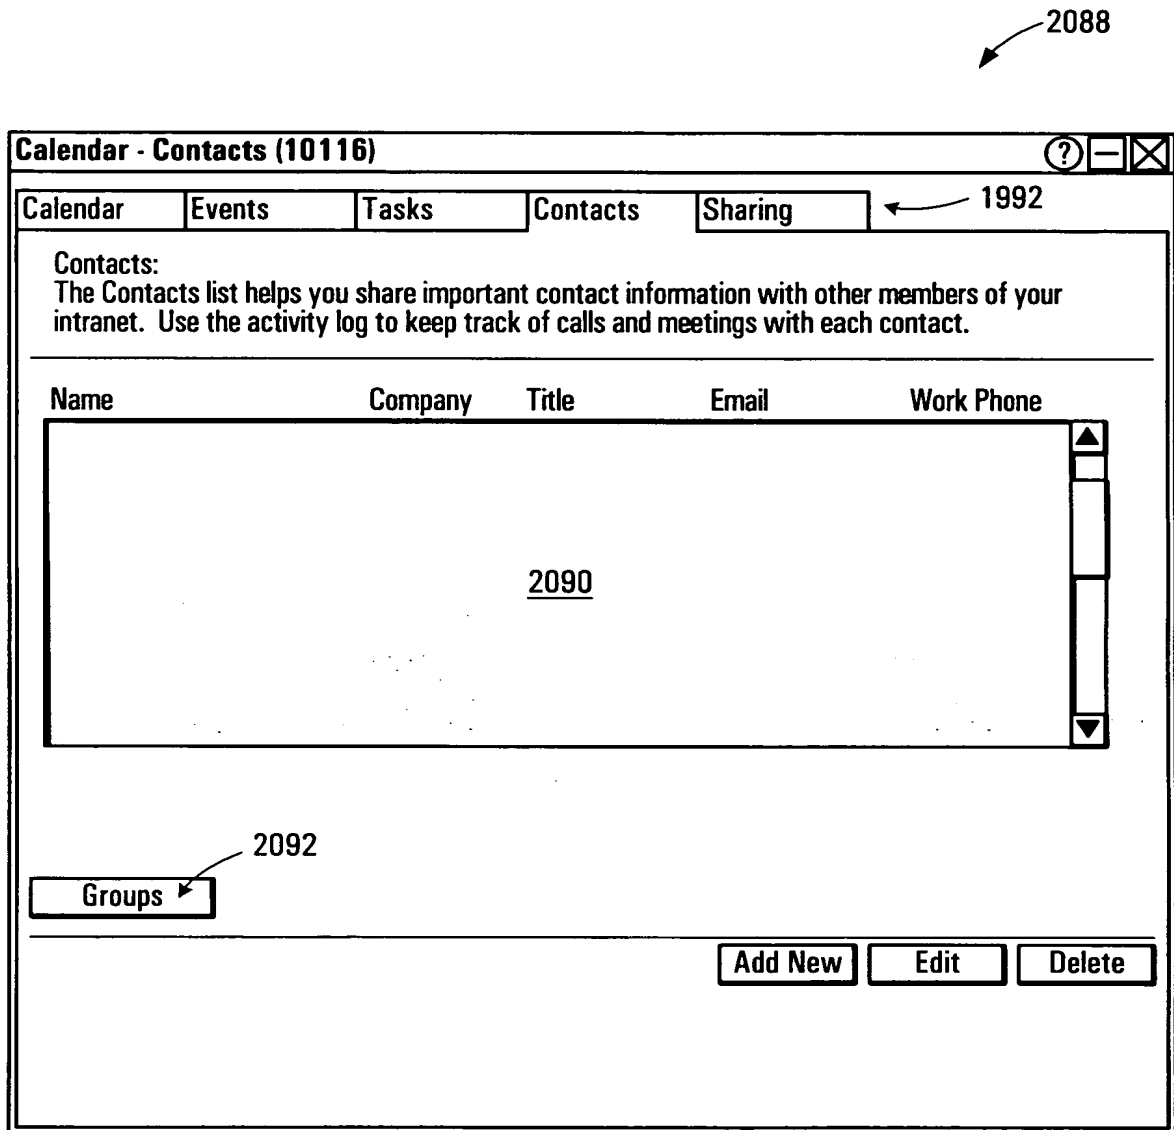 2088
Calendar - Contacts (10116) ?
Calendar Events Tasks Contacts Sharing 1992
Contacts:
The Contacts list helps you share important contact information with other members of your
intranet. Use the activity log to keep track of calls and meetings with each contact.
Name Company Title Email Work Phone
2090
2092
Groups
Add New Edit Delete